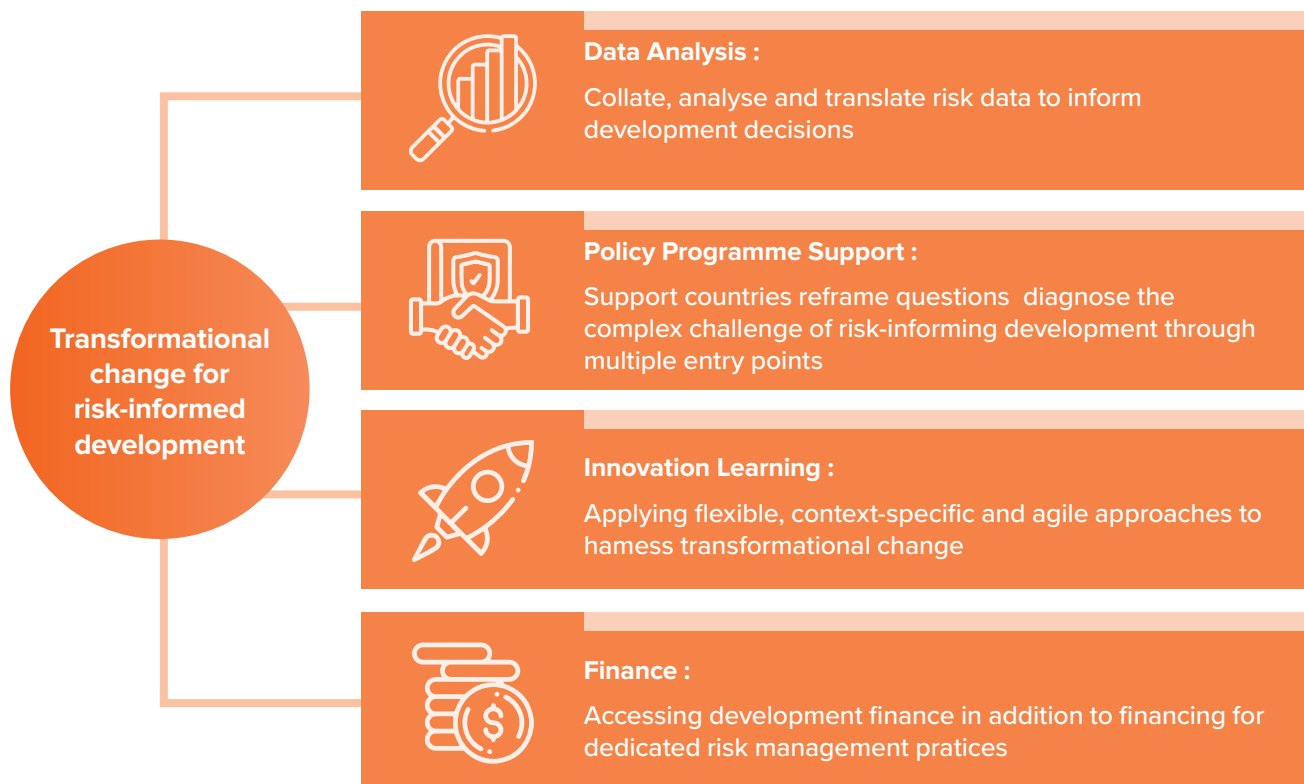 Transformational
change for
risk-informed
development
Data Analysis :
Collate, analyse and translate risk data to inform
development decisions
Policy Programme Support :
Support countries reframe questions  diagnose the
complex challenge of risk-informing development through
multiple entry points
Innovation Learning :
Applying flexible, context-specific and agile approaches to
hamess transformational change
Finance :
Accessing development finance in addition to financing for
dedicated risk management pratices
$